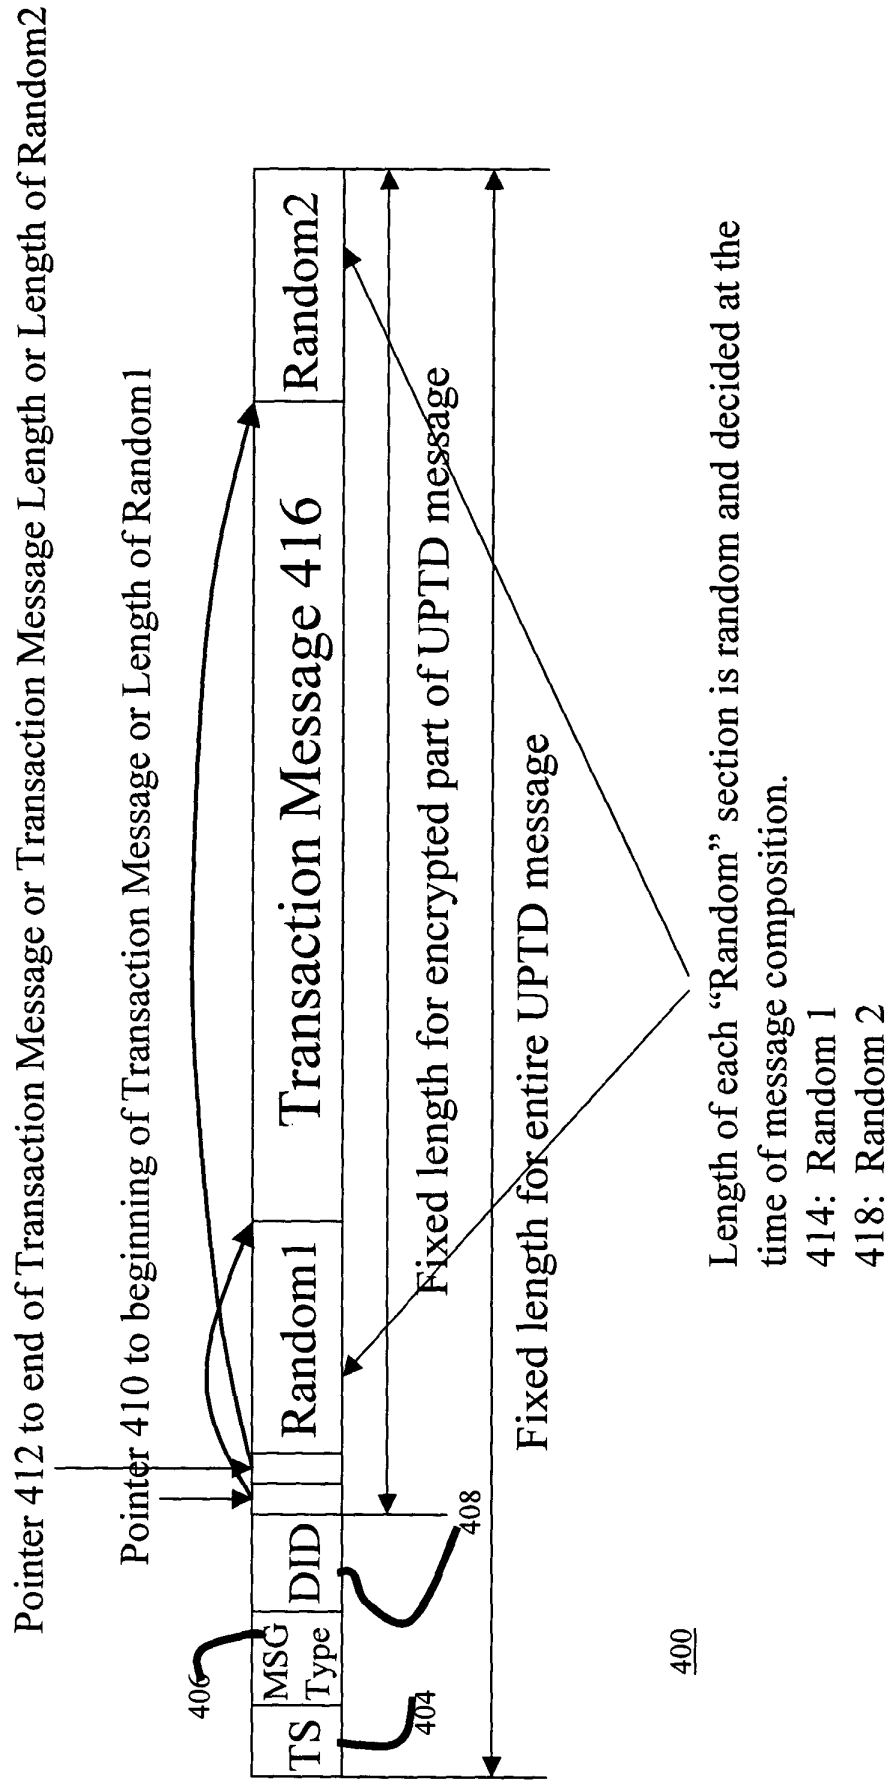 Pointer 412 to end of Transaction Message or Transaction Message Length or Length of Random2
Pointer 410 to beginning of Transaction Message or Length of Random1
406
TS
MSG
Type
DID
Random1
Transaction Message 416
Random2
404
408
Fixed length for encrypted part of UPTD message
Fixed length for entire UPTD message
400
Length of each “Random” section is random and decided at the
time of message composition.
414: Random 1
418: Random 2